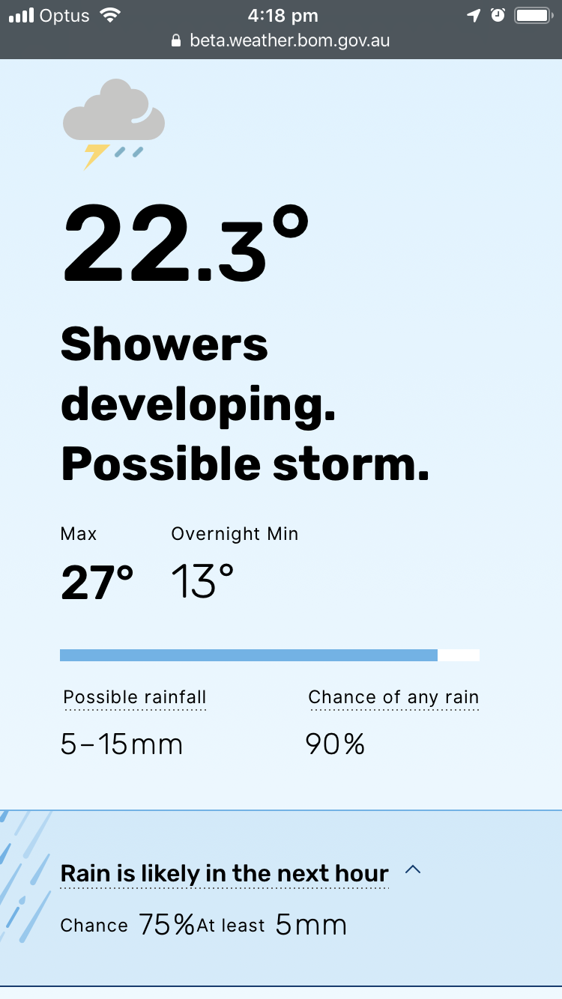 Optus 4:18 pm
beta.weather.bom.gov.au
22.3°
Showers
developing.
Possible storm.
Max Overnight Min
27° 13°
Possible rainfall Chance of any rain
5–15mm 90%
Rain is likely in the next hour
Chance 75%At least 5mm